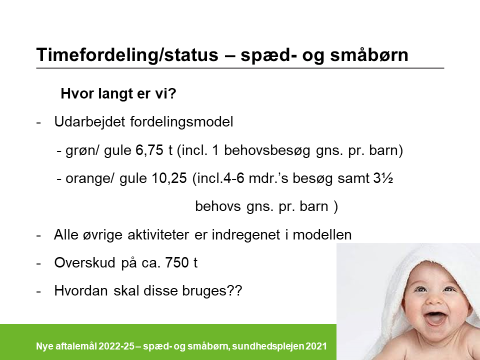 Timefordeling/status – spæd- og småbørn
Hvor langt er vi?
- Udarbejdet fordelingsmodel
- grøn/ gule 6,75 t (incl. 1 behovsbesøg gns. pr. barn)
- orange/ gule 10,25 (incl.4-6 mdr.’s besøg samt 3½
behovs gns. pr. barn )
- Alle øvrige aktiviteter er indregenet i modellen
- Overskud på ca. 750 t
- Hvordan skal disse bruges??
Nye aftalemål 2022-25 – spæd- og småbørn, sundhedsplejen 2021